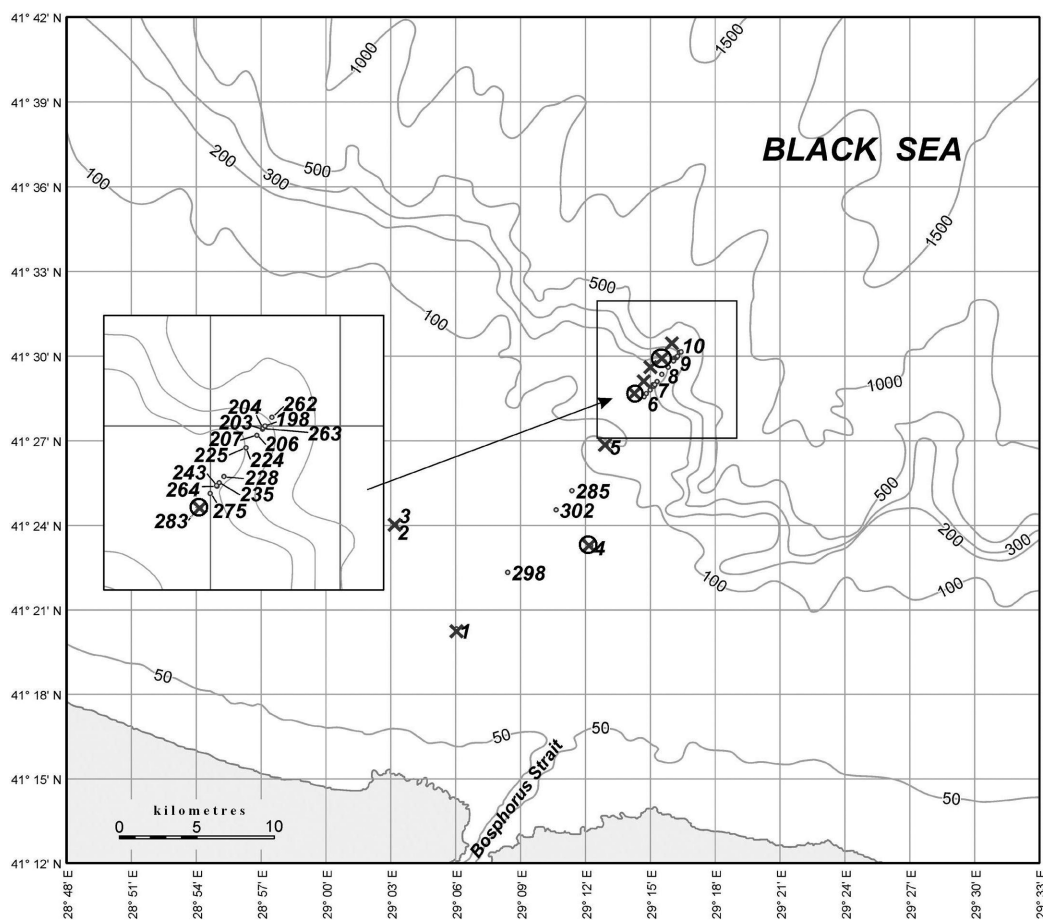 41° 42' N
1000
1500
41° 39' N
BLACK SEA
200
500
41° 36' N
100
300
1500
41° 33' N
500
100
10
41° 30' N
9
1000
8
7
6
204
262
203
198
207
263
41° 27' N
5
225
206
224
243
228
500
285
264
235
302
275
283
3
200
41° 24' N
2
300
4
298
100
100
41° 21' N
1
41° 18' N
50
50
50
Bosphorus Strait
41° 15' N
50
kilometres
0 5 10
41° 12' N
28° 48' E
28° 51' E
28° 54' E
28° 57' E
29° 00' E
29° 03' E
29° 06' E
29° 09' E
29° 12' E
29° 15' E
29° 18' E
29° 21' E
29° 24' E
29° 27' E
29° 30' E
29° 33' E